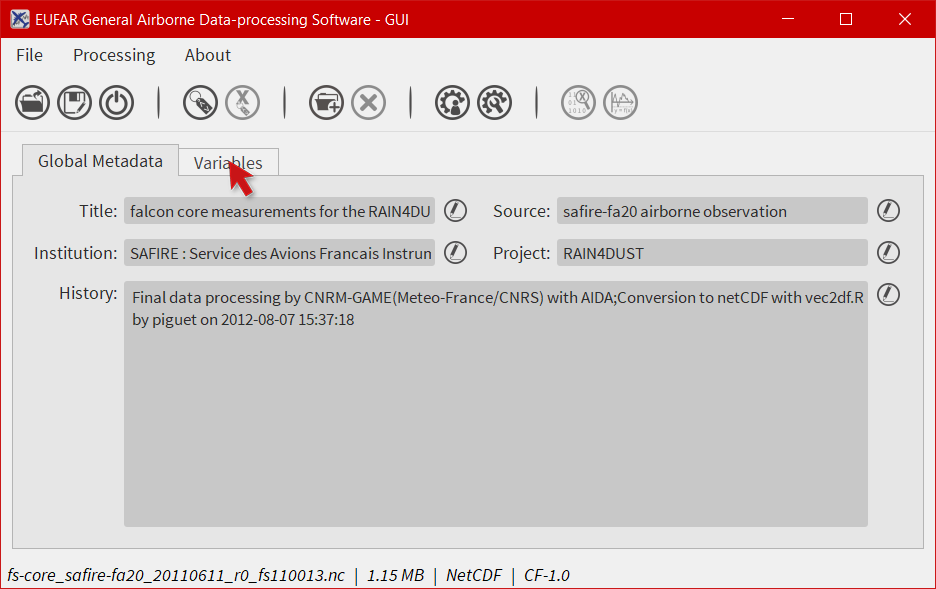 EUFAR General Airborne Data-processing Software - GUI
File Processing About
Global Metadata Variables
Title: falcon core measurements for the RAIN4DU Source: safire-fa20 airborne observation
Institution: SAFIRE : Service des Avions Francais Instrun Project: RAIN4DUST
History: Final data processing by CNRM-GAME(Meteo-France/CNRS) with AIDA;Conversion to netCDF with vec2df.R
by piguet on 2012-08-07 15:37:18
fs-core_safire-fa20_20110611_r0_fs110013.nc | 1.15 MB | NetCDF | CF-1.0